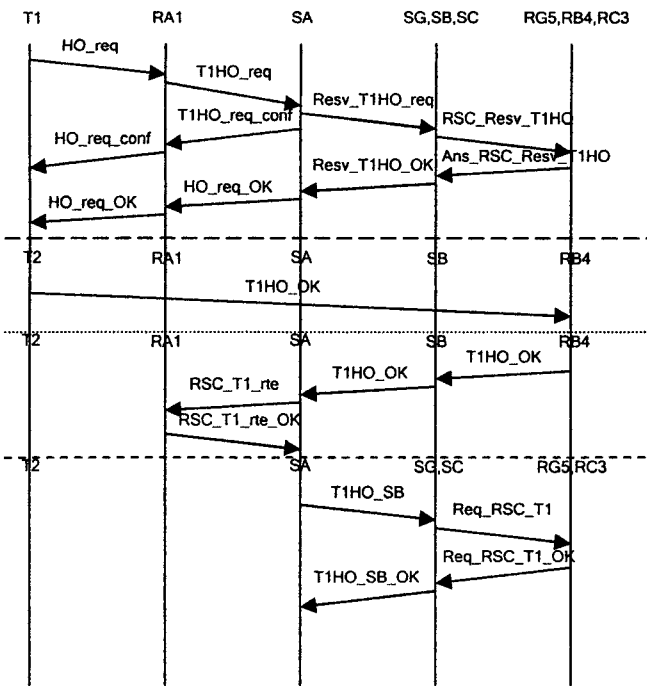 T1 RA1 SA SG,SB,SC RG5,RB4,RC3
HO_req
T1HO_req
Resv_T1HO_req
T1HO_req_conf
RSC_Resv_T1HO
HO_req_conf
Ans_RSC_Resv_T1HO
Resv_T1HO_OK
HO_req_OK
HO_req_OK
T2 RA1 SA SB RB4
T1HO_OK
T2 RA1 SA SB RB4
T1HO_OK
T1HO_OK
RSC_T1_rte
RSC_T1_rte_OK
T2 SA SG,SC RG5,RC3
T1HO_SB
Req_RSC_T1
Req_RSC_T1_OK
T1HO_SB_OK